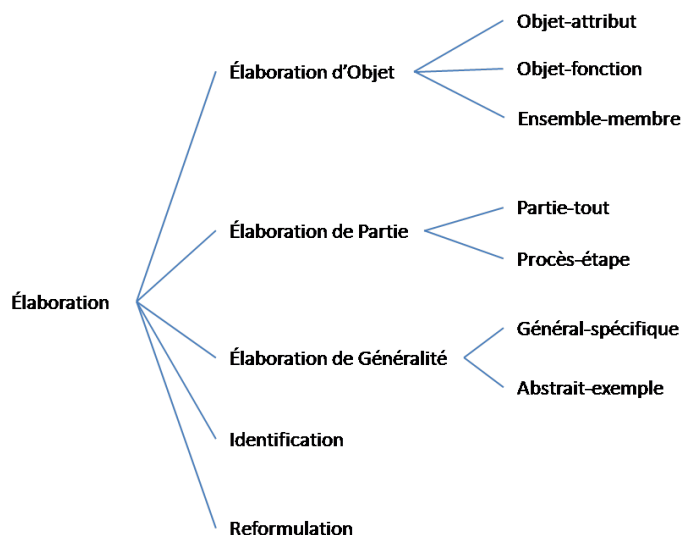 Élaboration
Élaboration d'Objet
Objet-attribut
Objet-fonction
Ensemble-membre
Élaboration de Partie
Partie-tout
Procès-étape
Élaboration de Généralité
Général-spécifique
Abstrait-exemple
Identification
Reformulation